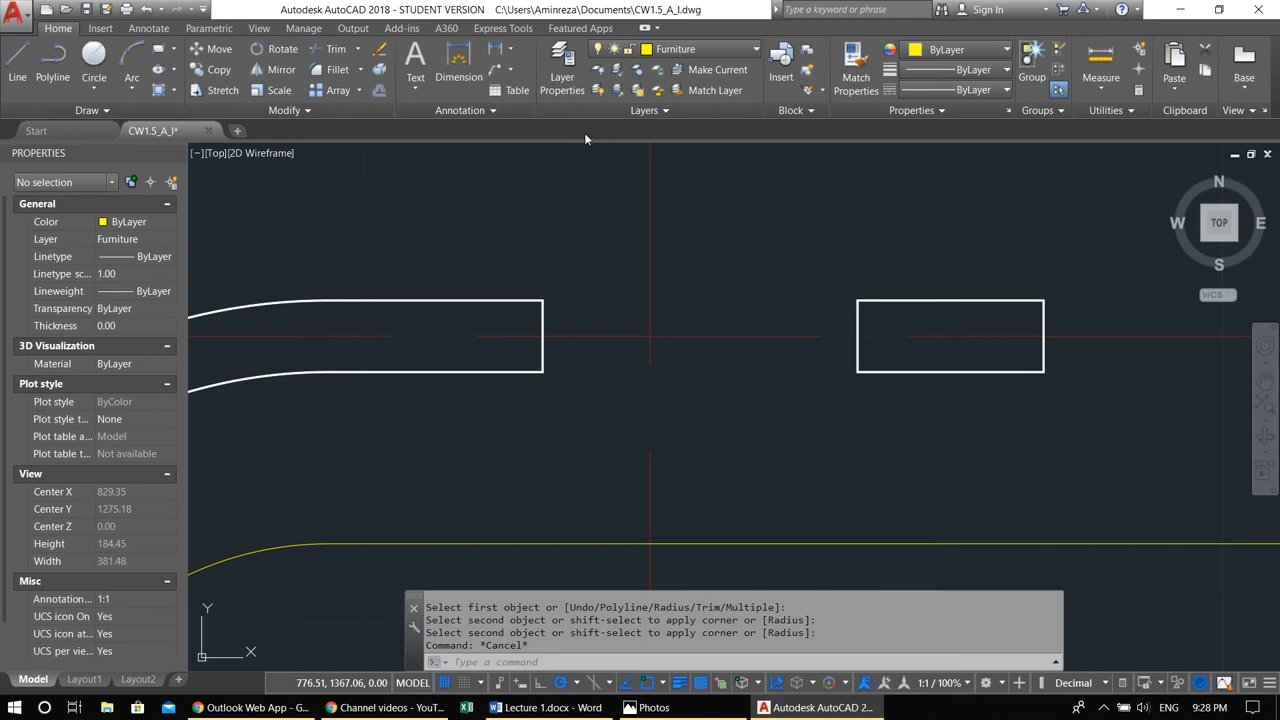 Autodesk AutoCAD 2018 - STUDENT VERSION C:\Users\Aminreza\Documents\CW1.5_A_I.dwg
Type a keyword or phrase
Sign In
Home Insert Annotate Parametric View Manage Output Add-ins A360 Express Tools Featured Apps
Line Polyline Circle Arc
Move Rotate Trim
Copy Mirror Fillet
Stretch Scale Array
Text Dimension Table
Layer Properties
Furniture
Make Current
Match Layer
Insert
Match Properties
ByLayer
ByLayer
ByLayer
Group
Measure
Paste
Base
Draw Modify Annotation Layers Block Properties Groups Utilities Clipboard View
Start CW1.5_A_I*
PROPERTIES
[−][Top][2D Wireframe]
No selection
General
Color ByLayer
Layer Furniture
Linetype ByLayer
Linetype sc... 1.00
Lineweight ByLayer
Transparency ByLayer
Thickness 0.00
3D Visualization
Material ByLayer
Plot style
Plot style ByColor
Plot style t... None
Plot table a... Model
Plot table t... Not available
View
Center X 829.35
Center Y 1275.18
Center Z 0.00
Height 184.45
Width 381.48
Misc
Annotation... 1:1
UCS icon On Yes
UCS icon at... Yes
UCS per vie... Yes
N
W TOP E
S
WCS
Y
X
Select first object or [Undo/Polyline/Radius/Trim/Multiple]:
Select second object or shift-select to apply corner or [Radius]:
Select second object or shift-select to apply corner or [Radius]:
Command: *Cancel*
Type a command
Model Layout1 Layout2
776.51, 1367.06, 0.00 MODEL 1:1 / 100% Decimal
Outlook Web App - G... Channel videos - YouT... Lecture 1.docx - Word Photos Autodesk AutoCAD 2... 9:28 PM